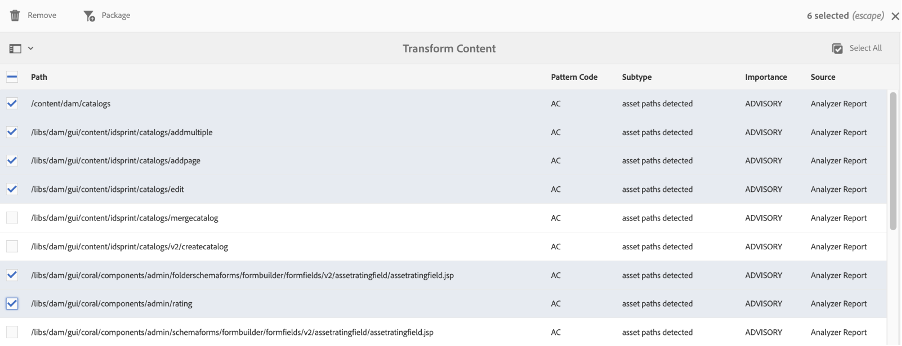 Remove Package 6 selected (escape)
Transform Content Select All
Path Pattern Code Subtype Importance Source
/content/dam/catalogs AC asset paths detected ADVISORY Analyzer Report
/libs/dam/gui/content/idsprint/catalogs/addmultiple AC asset paths detected ADVISORY Analyzer Report
/libs/dam/gui/content/idsprint/catalogs/addpage AC asset paths detected ADVISORY Analyzer Report
/libs/dam/gui/content/idsprint/catalogs/edit AC asset paths detected ADVISORY Analyzer Report
/libs/dam/gui/content/idsprint/catalogs/mergecatalog AC asset paths detected ADVISORY Analyzer Report
/libs/dam/gui/content/idsprint/catalogs/v2/createcatalog AC asset paths detected ADVISORY Analyzer Report
/libs/dam/gui/coral/components/admin/folderschemaforms/formbuilder/formfields/v2/assetratingfield/assetratingfield.jsp AC asset paths detected ADVISORY Analyzer Report
/libs/dam/gui/coral/components/admin/rating AC asset paths detected ADVISORY Analyzer Report
/libs/dam/gui/coral/components/admin/schemaforms/formbuilder/formfields/v2/assetratingfield/assetratingfield.jsp AC asset paths detected ADVISORY Analyzer Report